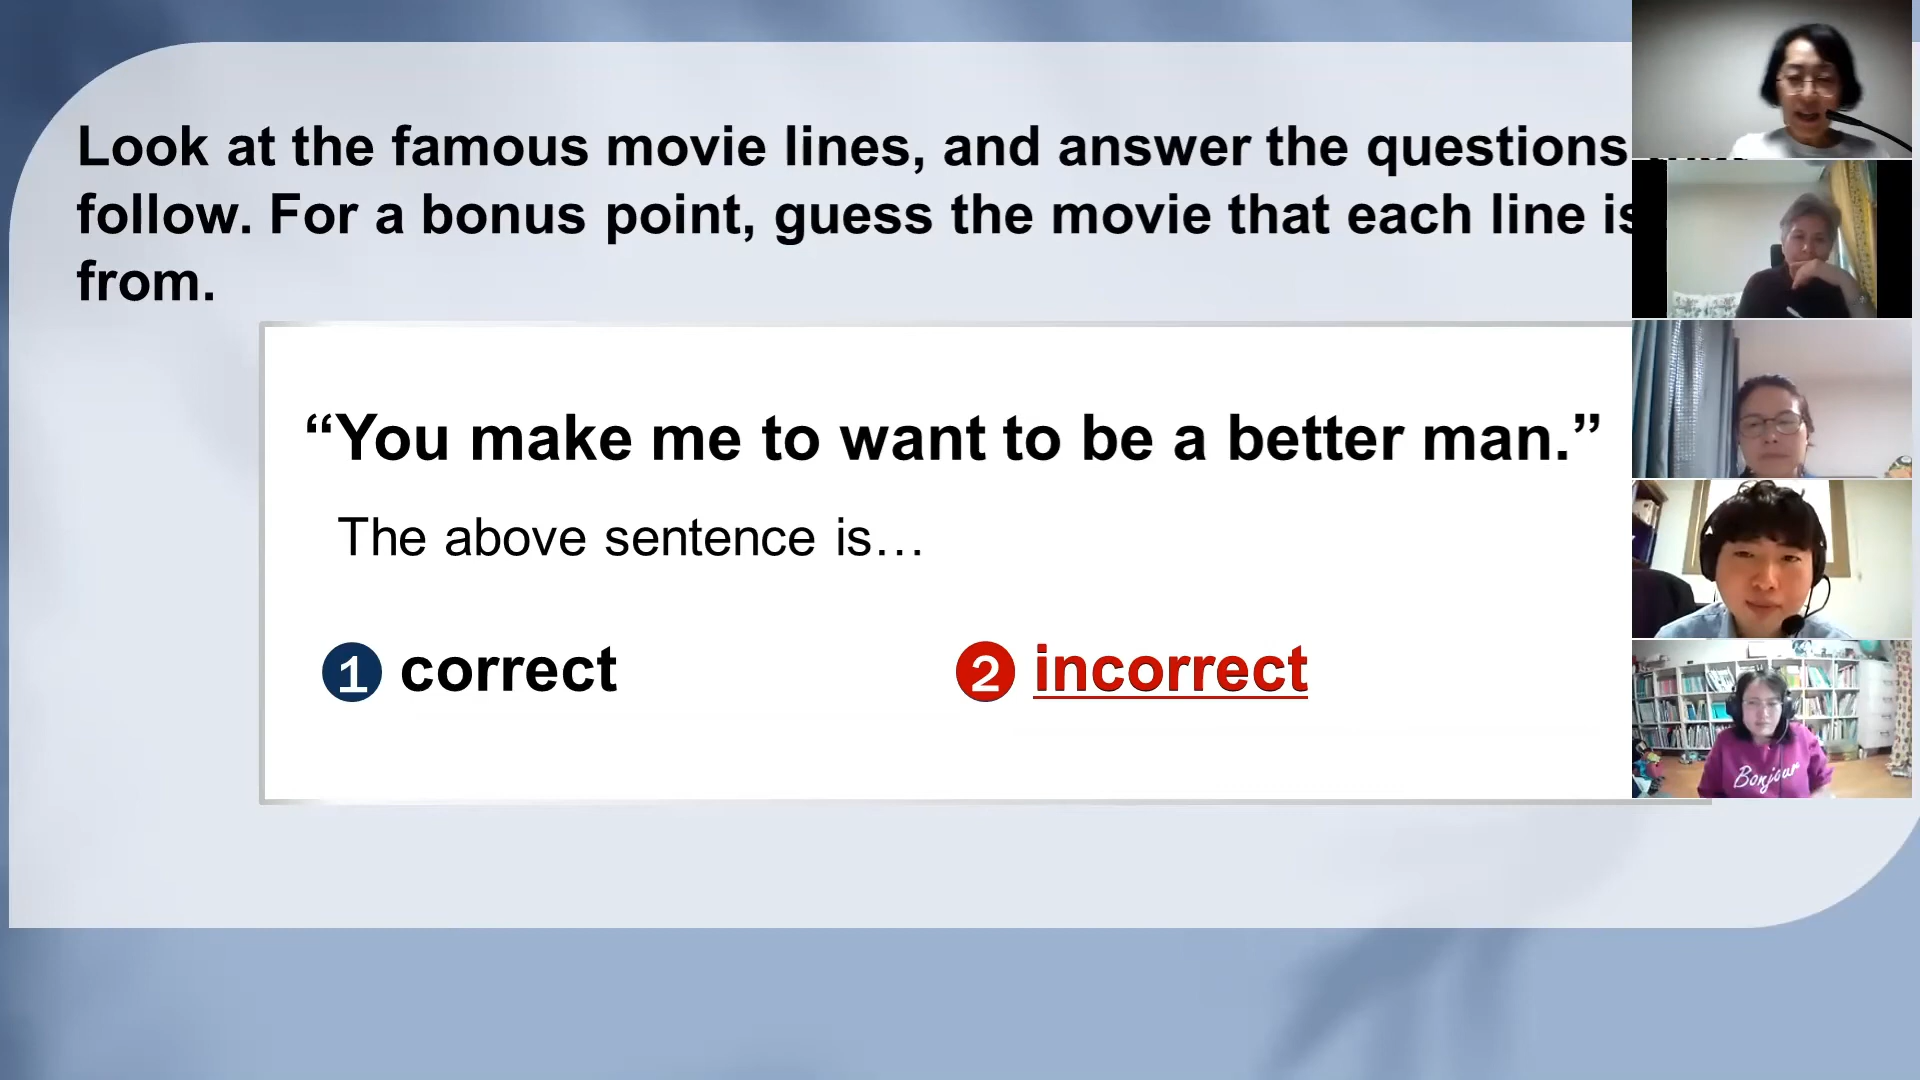 Look at the famous movie lines, and answer the questions
follow. For a bonus point, guess the movie that each line is
from.
“You make me to want to be a better man.”
The above sentence is…
1 correct
2 incorrect
Bonjour